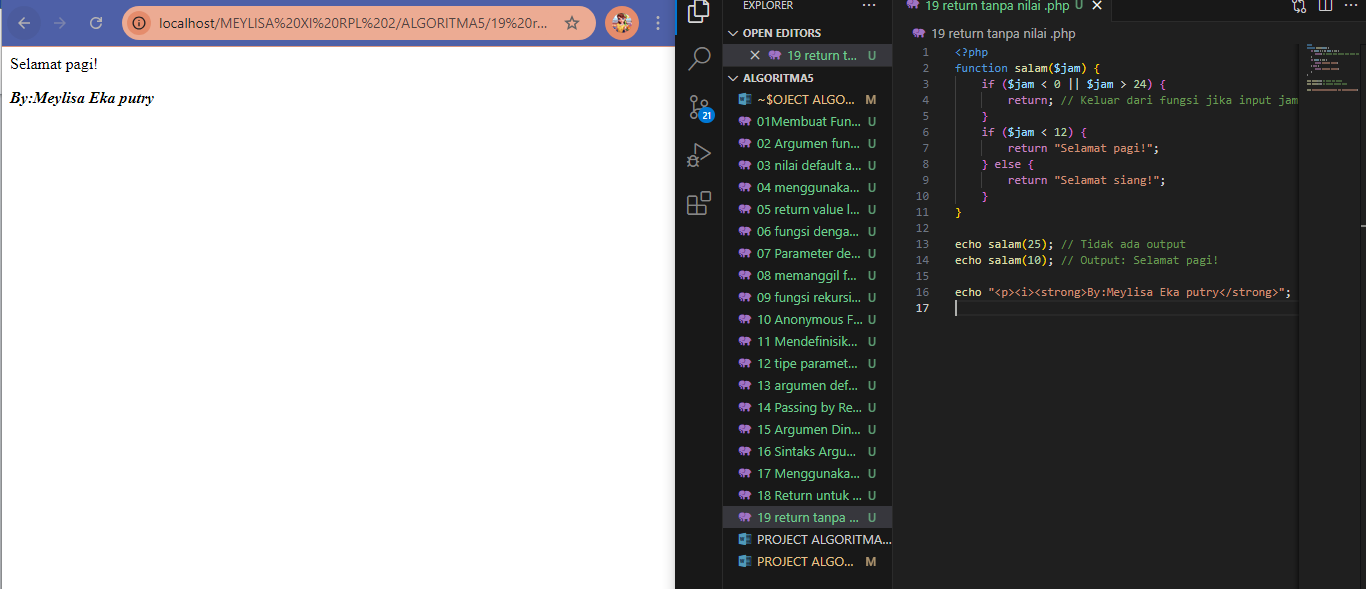 localhost/MEYLISA%20XI%20RPL%202/ALGORITMA5/19%20r...
Selamat pagi!
By:Meylisa Eka putry
21
EXPLORER
OPEN EDITORS
19 return t... U
ALGORITMA5
~$OJECT ALGO... M
01Membuat Fun... U
02 Argumen fun... U
03 nilai default a... U
04 menggunaka... U
05 return value l... U
06 fungsi denga... U
07 Parameter de... U
08 memanggil f... U
09 fungsi rekursi... U
10 Anonymous F... U
11 Mendefinisik... U
12 tipe paramet... U
13 argumen def... U
14 Passing by Re... U
15 Argumen Din... U
16 Sintaks Argu... U
17 Menggunaka... U
18 Return untuk ... U
19 return tanpa ... U
PROJECT ALGORITMA...
PROJECT ALGO... M
19 return tanpa nilai .php U
19 return tanpa nilai .php
1 <?php
2 function salam($jam) {
3 if ($jam < 0 || $jam > 24) {
4 return; // Keluar dari fungsi jika input jam
5 }
6 if ($jam < 12) {
7 return "Selamat pagi!";
8 } else {
9 return "Selamat siang!";
10 }
11 }
12
13 echo salam(25); // Tidak ada output
14 echo salam(10); // Output: Selamat pagi!
15
16 echo "<p><i><strong>By:Meylisa Eka putry</strong>";
17